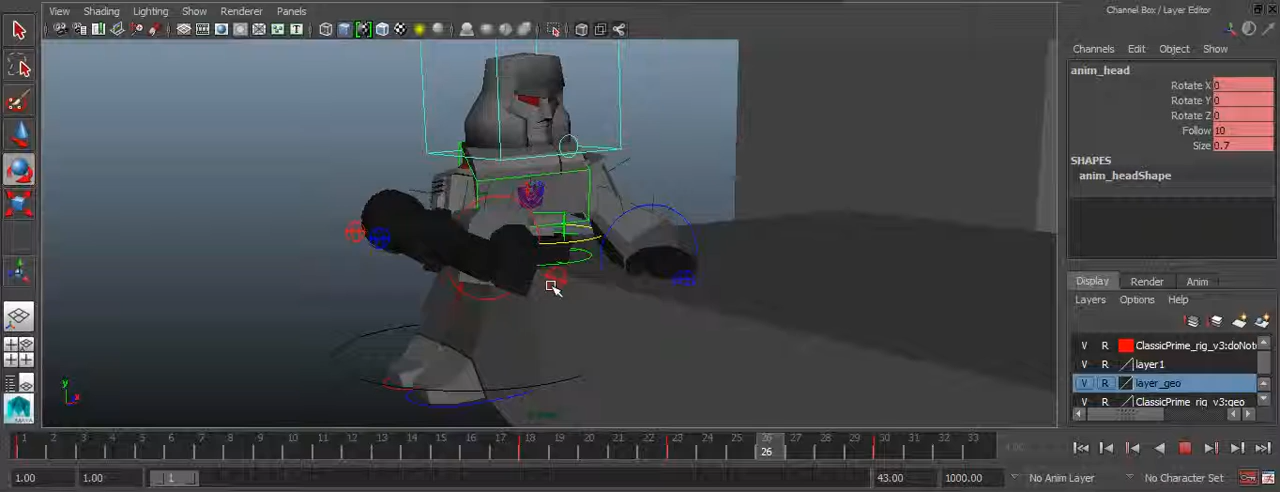 View Shading Lighting Show Renderer Panels
Channel Box / Layer Editor
Channels Edit Object Show
anim_head
Rotate X 0
Rotate Y 0
Rotate Z 0
Follow 10
Size 0.7
SHAPES
anim_headShape
Display Render Anim
Layers Options Help
V R ClassicPrime_rig_v3:doNot
V R layer1
V R layer_geo
V R ClassicPrime_rig_v3:geo
y
x
1 2 3 4 5 6 7 8 9 10 11 12 13 14 15 16 17 18 19 20 21 22 23 24 25 26 27 28 29 30 31 32 33
26
1.00 1.00 1 43.00 1000.00 No Anim Layer No Character Set